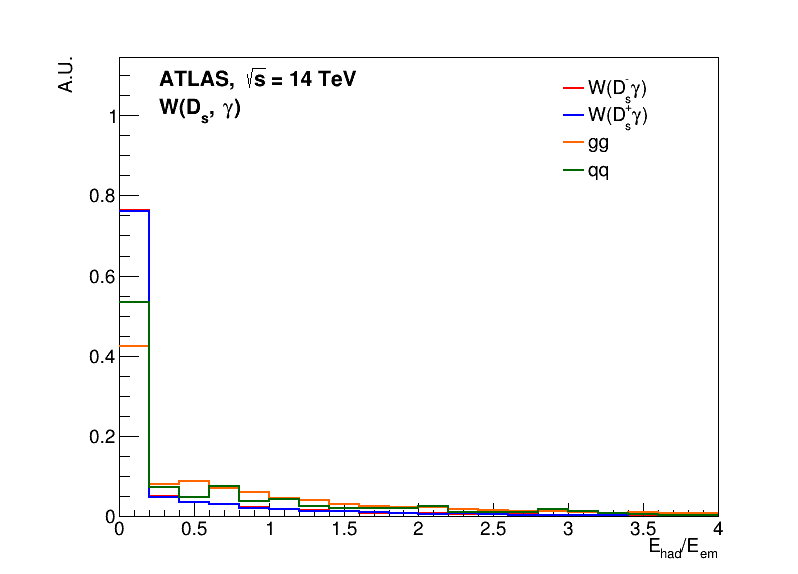 A.U.
ATLAS, √s = 14 TeV
W(D_s, γ)
W(D_s^-γ)
W(D_s^+γ)
gg
qq
1
0.8
0.6
0.4
0.2
0
0 0.5 1 1.5 2 2.5 3 3.5 4
E_had/E_em